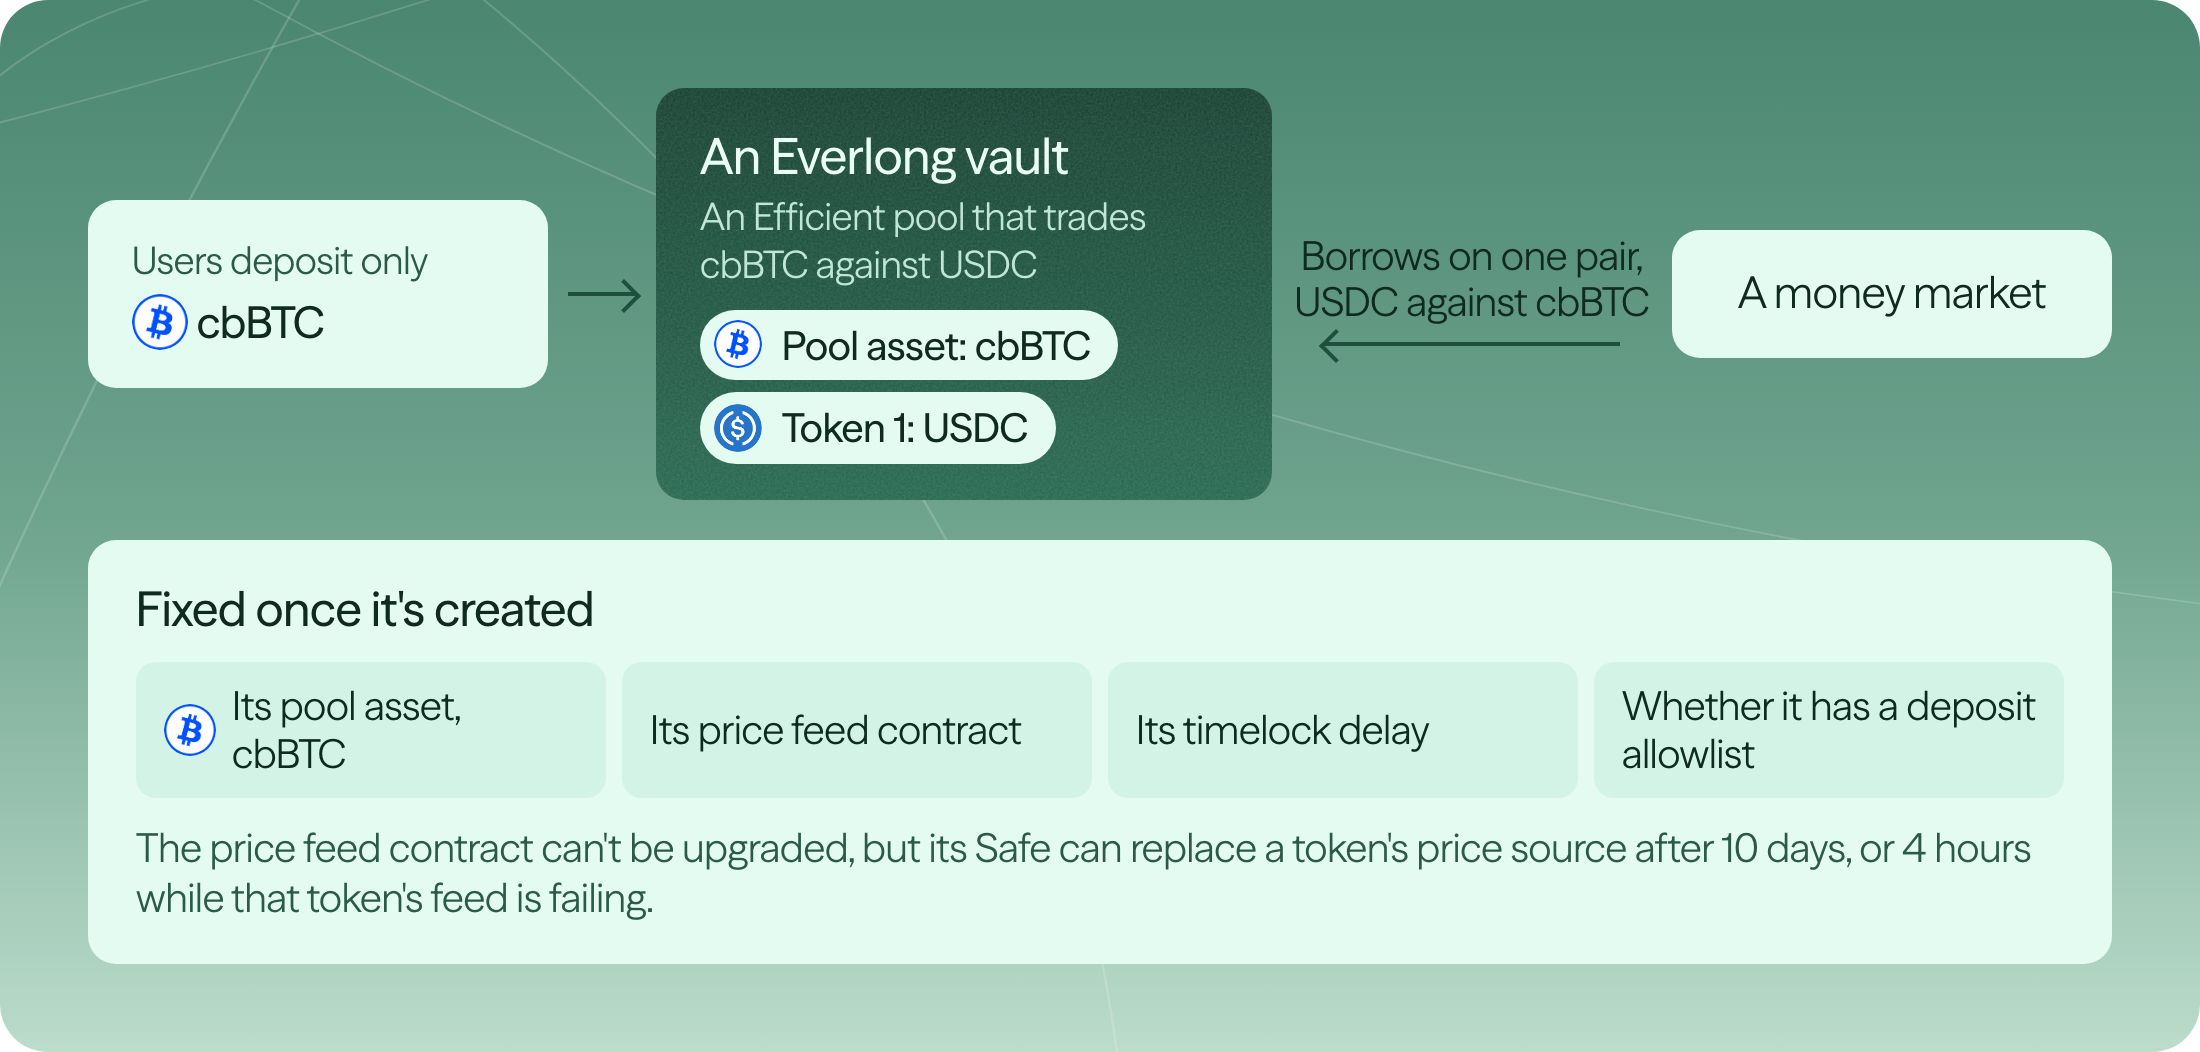 Users deposit only
cbBTC
An Everlong vault
An Efficient pool that trades
cbBTC against USDC
Pool asset: cbBTC
Token 1: USDC
Borrows on one pair,
USDC against cbBTC
A money market
Fixed once it's created
Its pool asset,
cbBTC
Its price feed contract
Its timelock delay
Whether it has a deposit
allowlist
The price feed contract can't be upgraded, but its Safe can replace a token's price source after 10 days, or 4 hours
while that token's feed is failing.